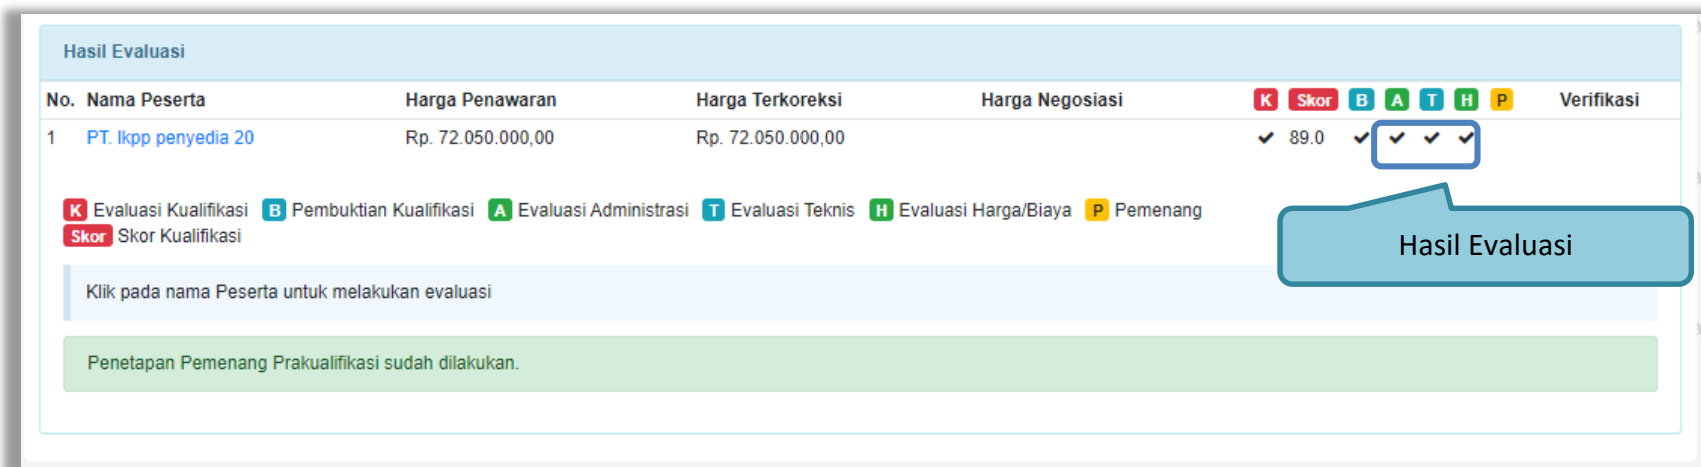 Hasil Evaluasi
No. Nama Peserta Harga Penawaran Harga Terkoreksi Harga Negosiasi K Skor B A T H P Verifikasi
1 PT. lkpp penyedia 20 Rp. 72.050.000,00 Rp. 72.050.000,00 ✔ 89.0 ✔ ✔ ✔ ✔
K Evaluasi Kualifikasi B Pembuktian Kualifikasi A Evaluasi Administrasi T Evaluasi Teknis H Evaluasi Harga/Biaya P Pemenang
Skor Skor Kualifikasi
Hasil Evaluasi
Klik pada nama Peserta untuk melakukan evaluasi
Penetapan Pemenang Prakualifikasi sudah dilakukan.